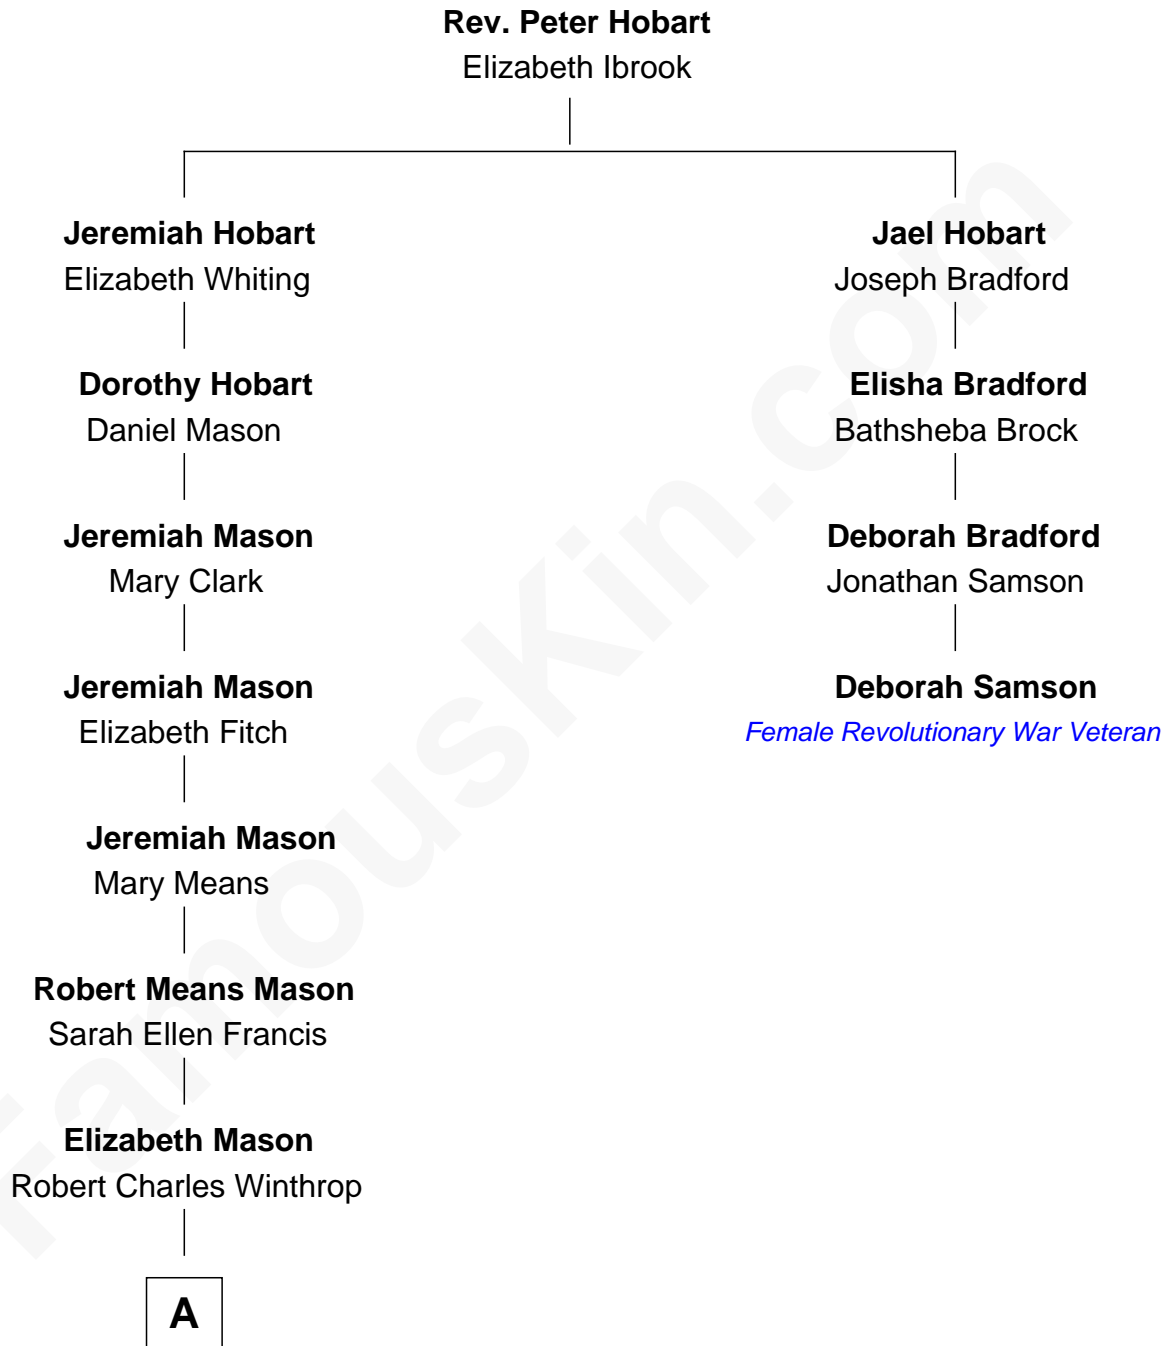 Rev. Peter Hobart
Elizabeth Ibrook
Jeremiah Hobart
Elizabeth Whiting
Dorothy Hobart
Daniel Mason
Jeremiah Mason
Mary Clark
Jeremiah Mason
Elizabeth Fitch
Jeremiah Mason
Mary Means
Robert Means Mason
Sarah Ellen Francis
Elizabeth Mason
Robert Charles Winthrop
A
Jael Hobart
Joseph Bradford
Elisha Bradford
Bathsheba Brock
Deborah Bradford
Jonathan Samson
Deborah Samson
Female Revolutionary War Veteran
FamousKin.com